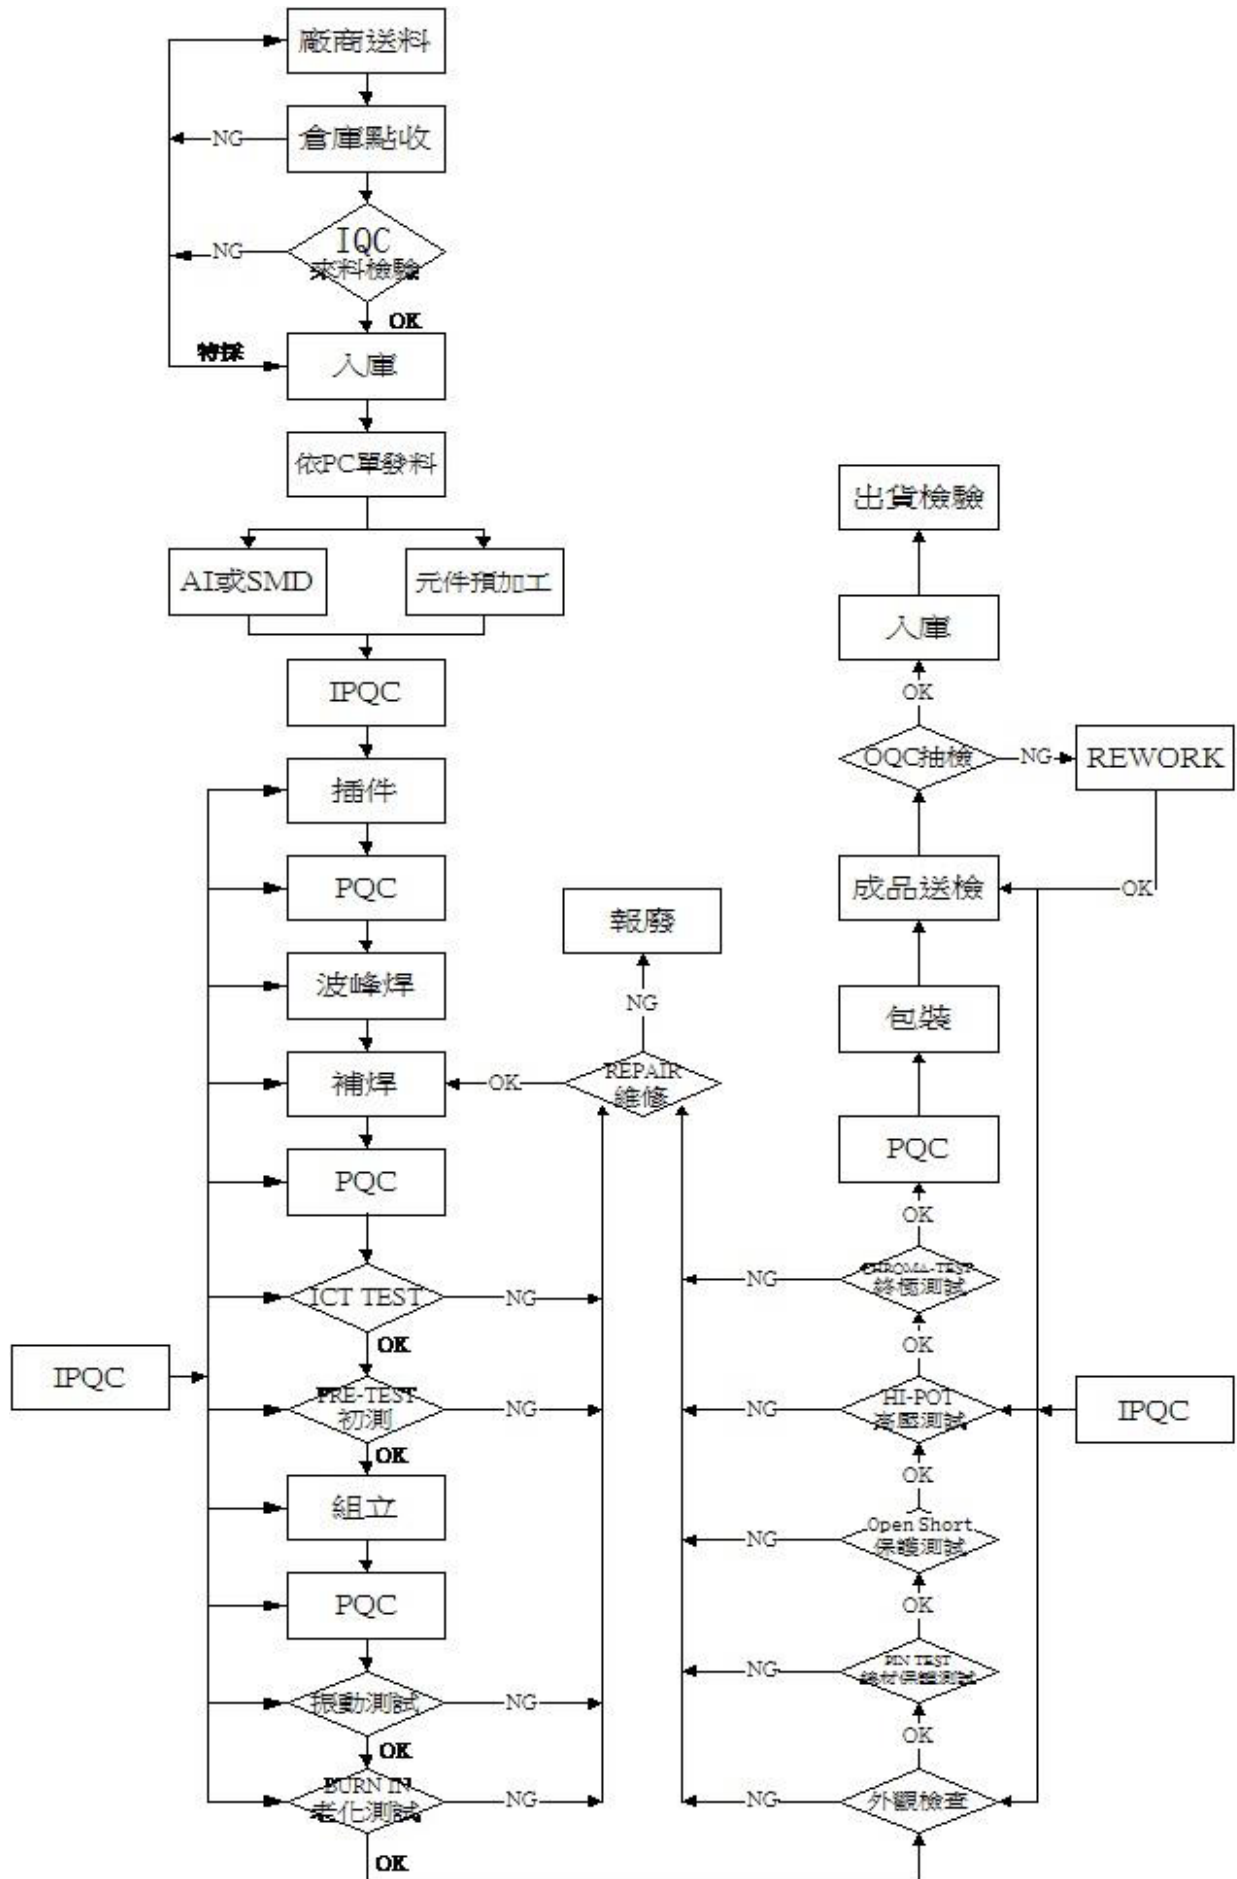 廠商送料
倉庫點收
NG
IQC
來料檢驗
NG
OK
特採
入庫
依PC單發料
AI或SMD
元件預加工
IPQC
插件
PQC
波峰焊
補焊
PQC
ICT TEST
NG
OK
IPQC
PRE-TEST
初測
NG
OK
組立
PQC
振動測試
NG
OK
BURN IN
老化測試
NG
OK
報廢
NG
REPAIR
維修
OK
出貨檢驗
入庫
OK
OQC抽檢
NG
REWORK
成品送檢
OK
包裝
PQC
OK
CHROMA-TEST
終極測試
NG
OK
HI-POT
高壓測試
NG
IPQC
OK
Open Short
保護測試
NG
OK
PIN TEST
線材保護測試
NG
OK
外觀檢查
NG